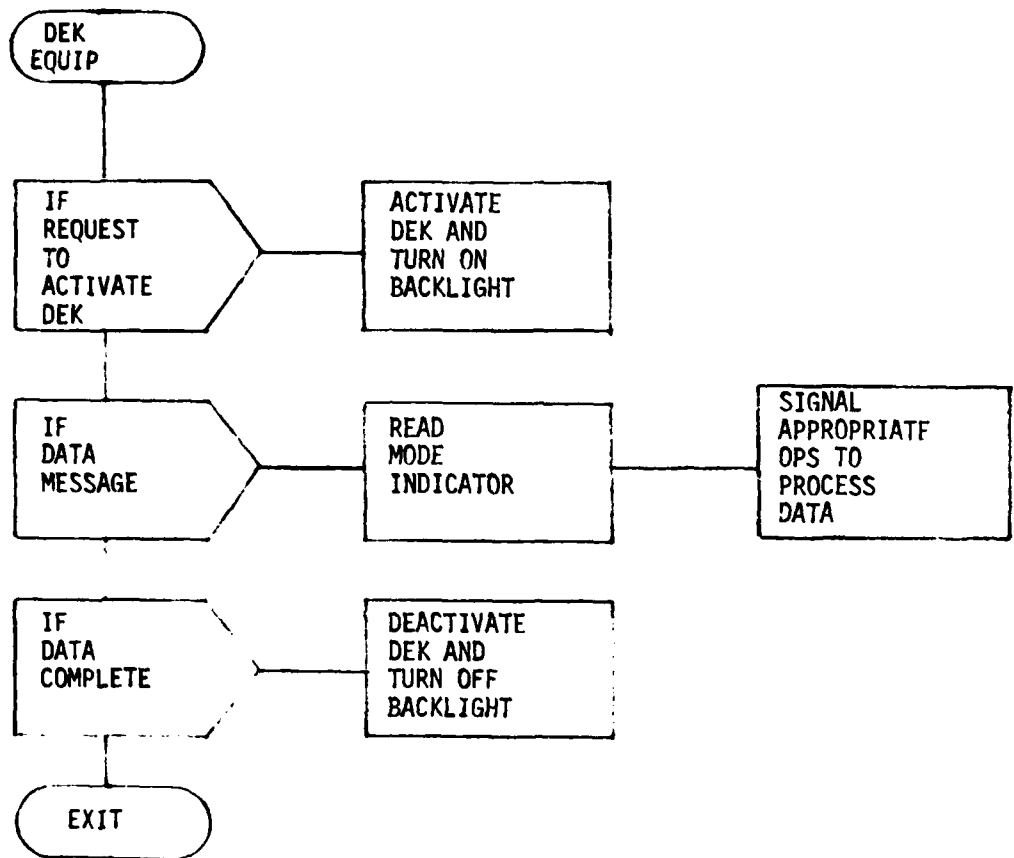 DEK
EQUIP
IF
REQUEST
TO
ACTIVATE
DEK
ACTIVATE
DEK AND
TURN ON
BACKLIGHT
IF
DATA
MESSAGE
READ
MODE
INDICATOR
SIGNAL
APPROPRIATE
OPS TO
PROCESS
DATA
IF
DATA
COMPLETE
DEACTIVATE
DEK AND
TURN OFF
BACKLIGHT
EXIT